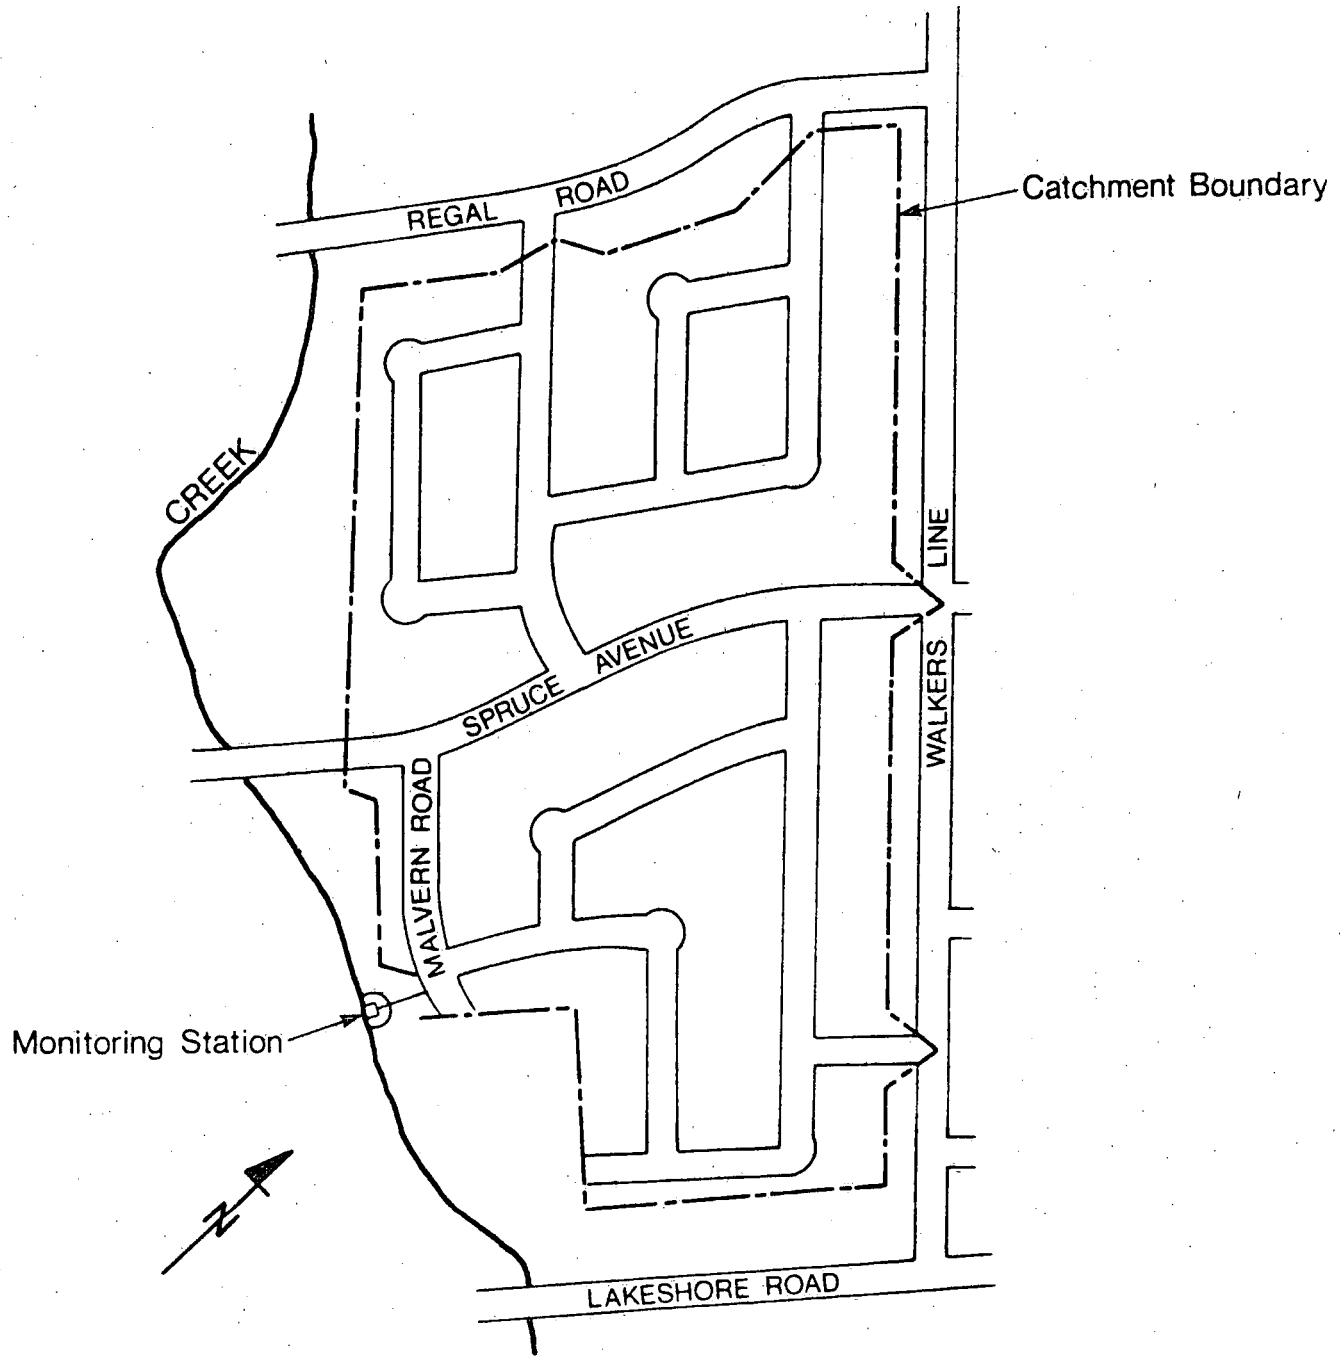 REGAL ROAD
Catchment Boundary
CREEK
WALKERS LINE
SPRUCE AVENUE
MALVERN ROAD
Monitoring Station
N
LAKESHORE ROAD